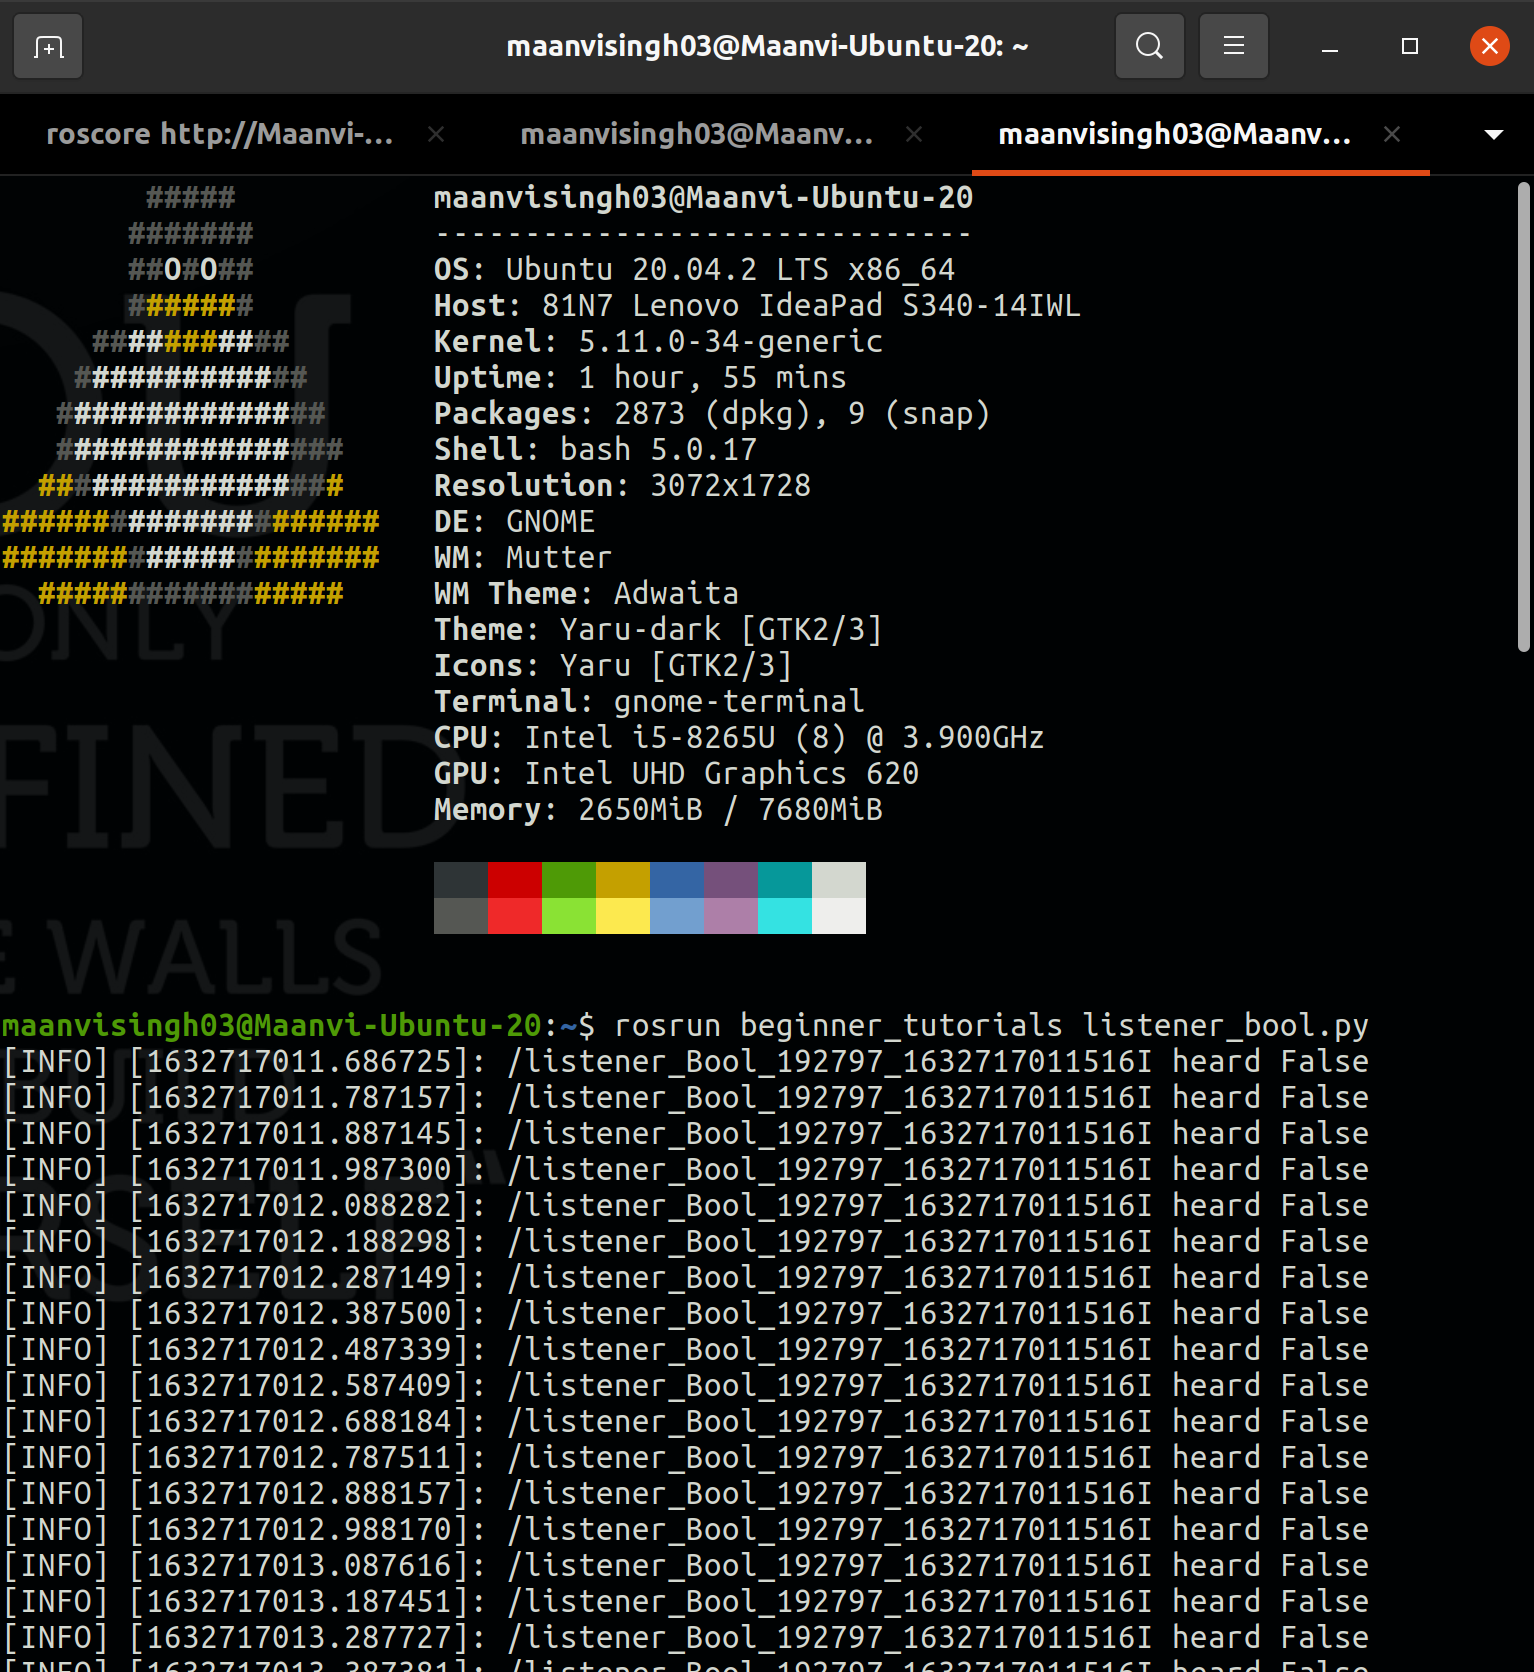 maanvisingh03@Maanvi-Ubuntu-20: ~
roscore http://Maanvi-... maanvisingh03@Maanv... maanvisingh03@Maanv...
##### maanvisingh03@Maanvi-Ubuntu-20
####### ------------------------------
##O#O## OS: Ubuntu 20.04.2 LTS x86_64
####### Host: 81N7 Lenovo IdeaPad S340-14IWL
########### Kernel: 5.11.0-34-generic
############# Uptime: 1 hour, 55 mins
############### Packages: 2873 (dpkg), 9 (snap)
################ Shell: bash 5.0.17
################# Resolution: 3072x1728
##################### DE: GNOME
##################### WM: Mutter
################# WM Theme: Adwaita
Theme: Yaru-dark [GTK2/3]
Icons: Yaru [GTK2/3]
Terminal: gnome-terminal
CPU: Intel i5-8265U (8) @ 3.900GHz
GPU: Intel UHD Graphics 620
Memory: 2650MiB / 7680MiB
ONLY
FINED
E WALLS
BUILD
maanvisingh03@Maanvi-Ubuntu-20:~$ rosrun beginner_tutorials listener_bool.py
[INFO] [1632717011.686725]: /listener_Bool_192797_1632717011516I heard False
[INFO] [1632717011.787157]: /listener_Bool_192797_1632717011516I heard False
[INFO] [1632717011.887145]: /listener_Bool_192797_1632717011516I heard False
[INFO] [1632717011.987300]: /listener_Bool_192797_1632717011516I heard False
[INFO] [1632717012.088282]: /listener_Bool_192797_1632717011516I heard False
[INFO] [1632717012.188298]: /listener_Bool_192797_1632717011516I heard False
[INFO] [1632717012.287149]: /listener_Bool_192797_1632717011516I heard False
[INFO] [1632717012.387500]: /listener_Bool_192797_1632717011516I heard False
[INFO] [1632717012.487339]: /listener_Bool_192797_1632717011516I heard False
[INFO] [1632717012.587409]: /listener_Bool_192797_1632717011516I heard False
[INFO] [1632717012.688184]: /listener_Bool_192797_1632717011516I heard False
[INFO] [1632717012.787511]: /listener_Bool_192797_1632717011516I heard False
[INFO] [1632717012.888157]: /listener_Bool_192797_1632717011516I heard False
[INFO] [1632717012.988170]: /listener_Bool_192797_1632717011516I heard False
[INFO] [1632717013.087616]: /listener_Bool_192797_1632717011516I heard False
[INFO] [1632717013.187451]: /listener_Bool_192797_1632717011516I heard False
[INFO] [1632717013.287727]: /listener_Bool_192797_1632717011516I heard False
[INFO] [1632717013.387381]: /listener_Bool_192797_1632717011516I heard False